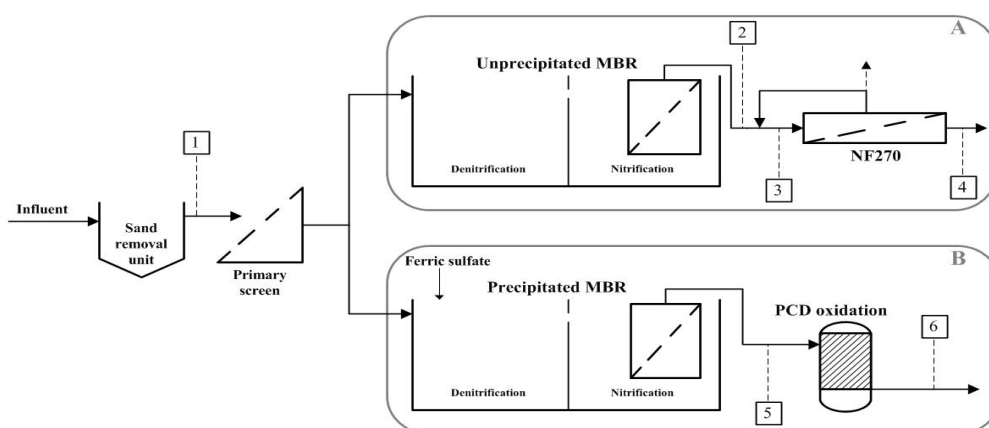 A
2
Unprecipitated MBR
1
Denitrification
Nitrification
NF270
3
4
Influent
Sand
removal
unit
Primary
screen
Ferric sulfate
B
Precipitated MBR
PCD oxidation
6
Denitrification
Nitrification
5